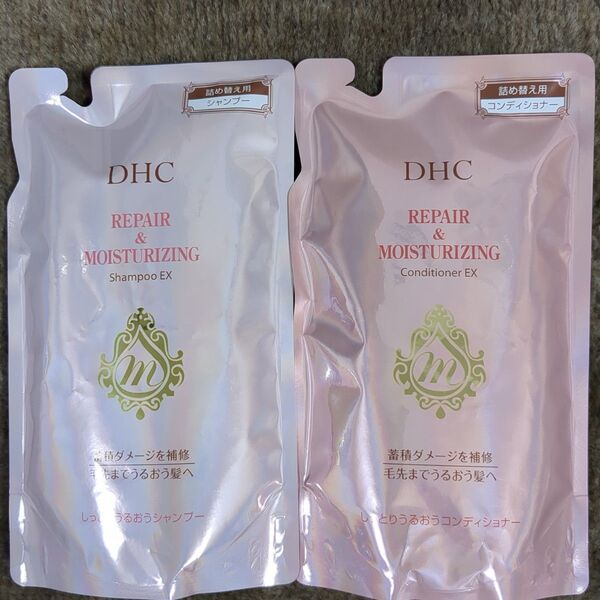 詰め替え用
シャンプー
DHC
REPAIR
&
MOISTURIZING
Shampoo EX
m
蓄積ダメージを補修
毛先までうるおう髪へ
しっとりうるおうシャンプー
詰め替え用
コンディショナー
DHC
REPAIR
&
MOISTURIZING
Conditioner EX
m
蓄積ダメージを補修
毛先までうるおう髪へ
しっとりうるおうコンディショナー